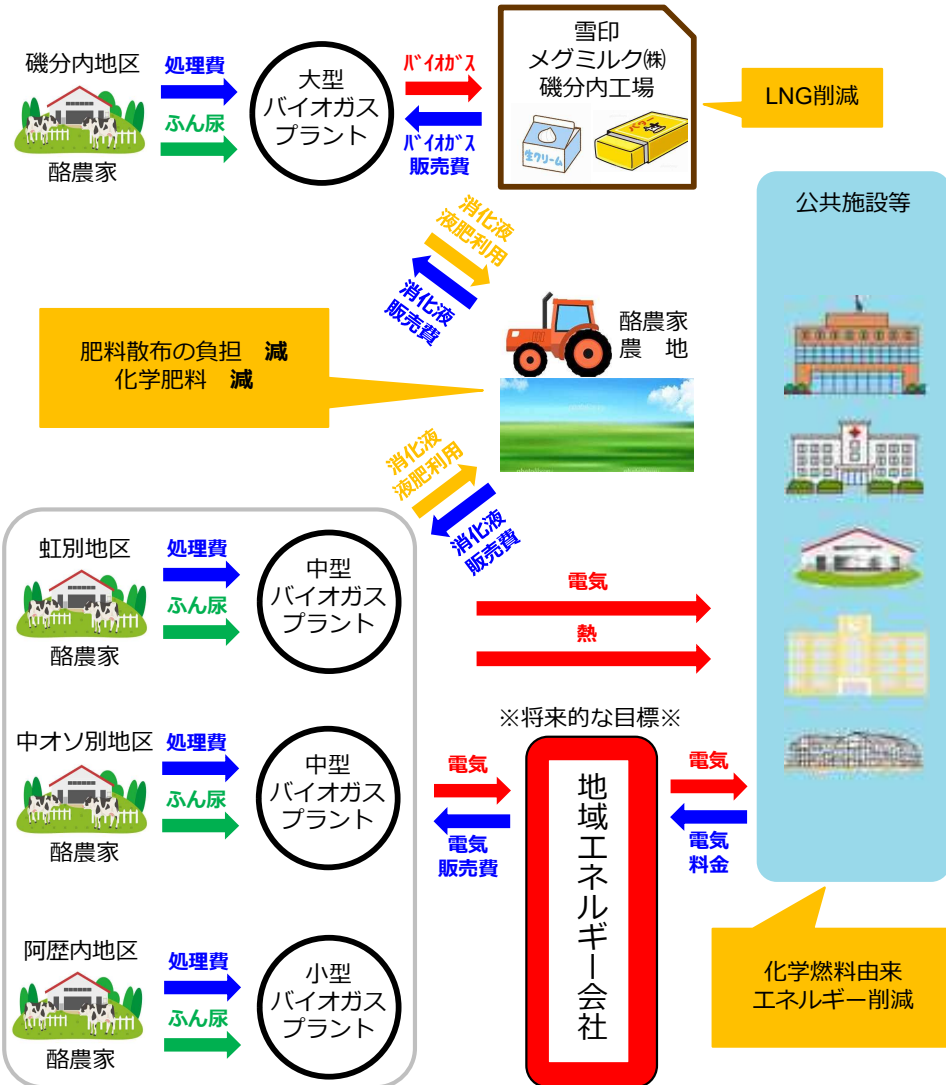 磯分内地区
処理費
ふん尿
酪農家
大型
バイオガス
プラント
バイオガス
バイオガス
販売費
雪印
メグミルク㈱
磯分内工場
生クリーム
バター
LNG削減
公共施設等
消化液
液肥利用
消化液
販売費
酪農家
農　地
肥料散布の負担　減
化学肥料　減
消化液
液肥利用
消化液
販売費
虹別地区
処理費
ふん尿
酪農家
中型
バイオガス
プラント
電気
熱
中オソ別地区
処理費
ふん尿
酪農家
中型
バイオガス
プラント
電気
電気
販売費
※将来的な目標※
地域エネルギー会社
電気
電気
料金
阿歴内地区
処理費
ふん尿
酪農家
小型
バイオガス
プラント
化学燃料由来
エネルギー削減